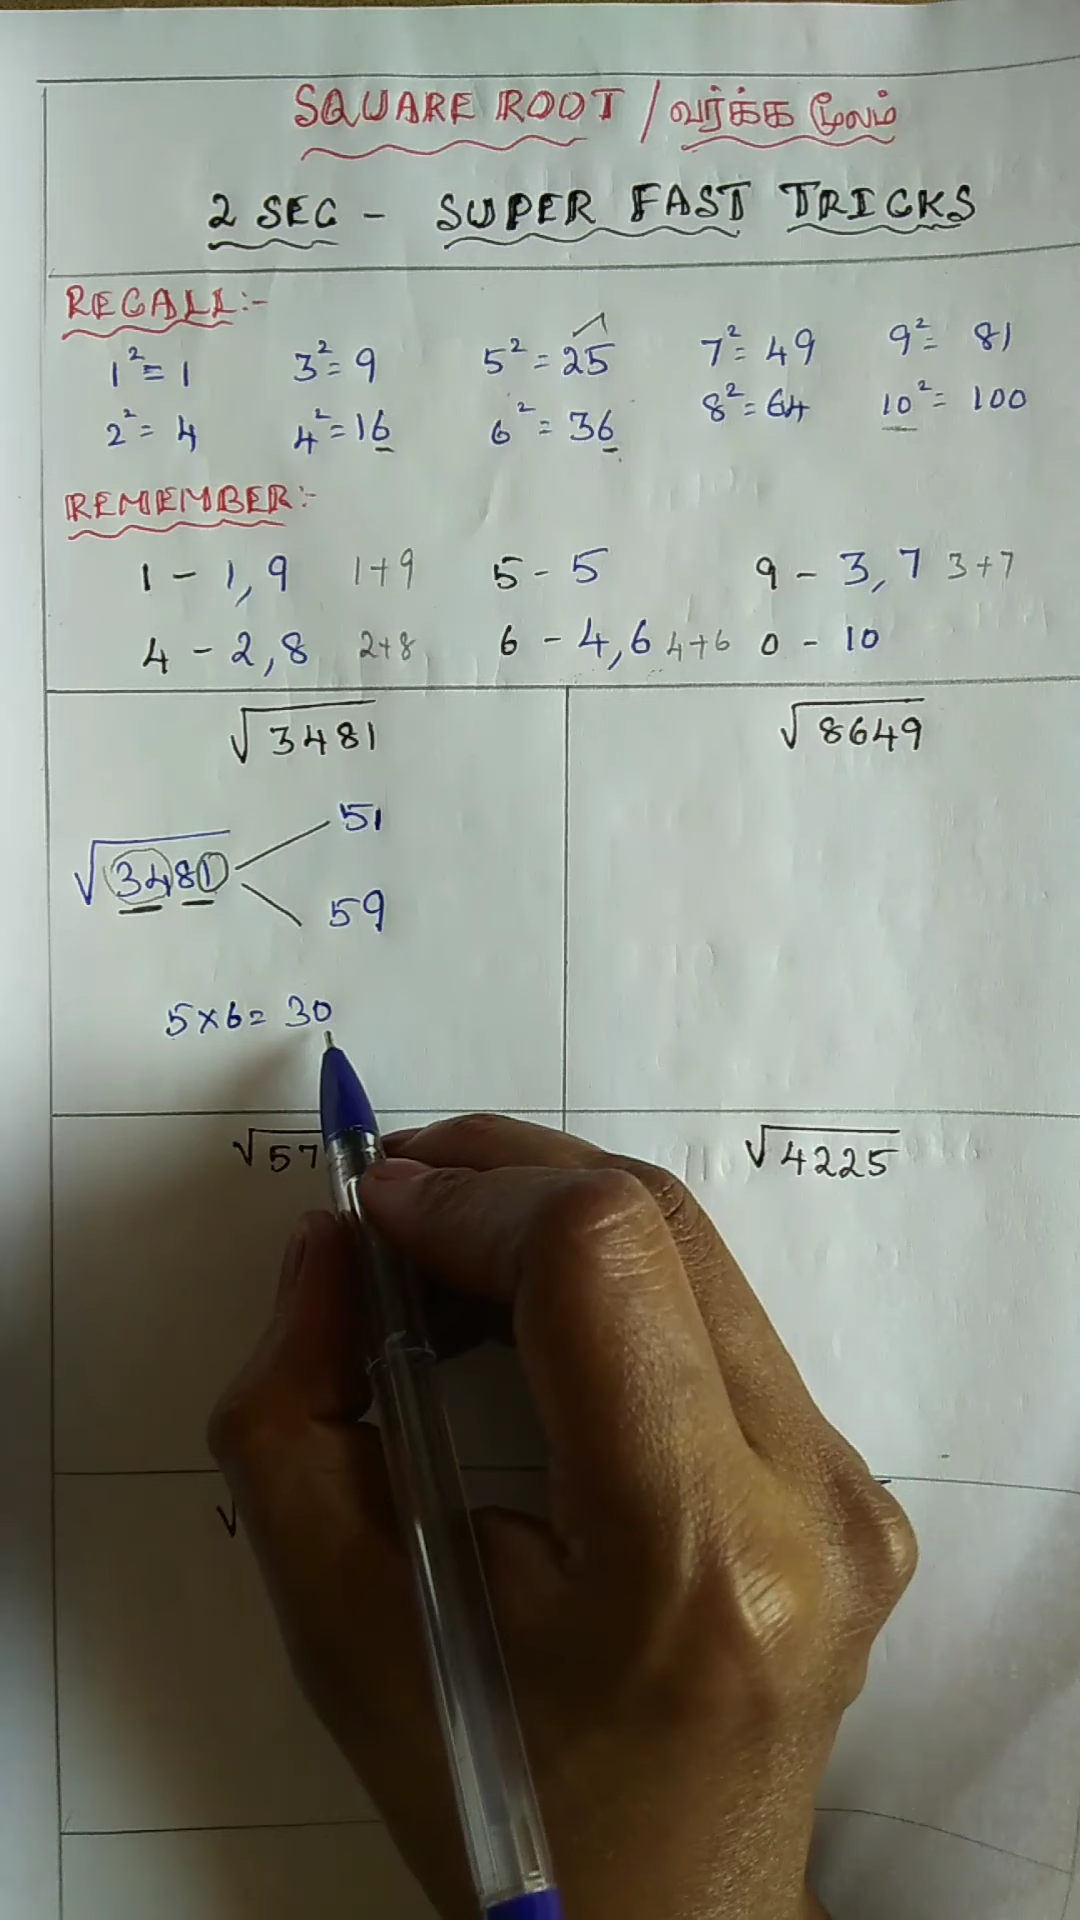 SQUARE ROOT / வர்க்க மூலம்
2 SEC - SUPER FAST TRICKS
RECALL:-
1² = 1 3² = 9 5² = 25 7² = 49 9² = 81
2² = 4 4² = 16 6² = 36 8² = 64 10² = 100
REMEMBER:-
1 - 1, 9 1+9 5 - 5 9 - 3, 7 3+7
4 - 2, 8 2+8 6 - 4, 6 4+6 0 - 10
√3481 √8649
51
√3481
59
5×6= 30
√57 √4225